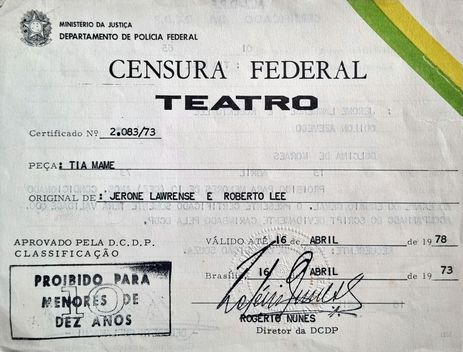 MINISTÉRIO DA JUSTIÇA
DEPARTAMENTO DE POLÍCIA FEDERAL
CENSURA FEDERAL
TEATRO
Certificado Nº 2.083/73
PEÇA: TIA MAME
ORIGINAL DE: JERONE LAWRENSE E ROBERTO LEE
APROVADO PELA D.C.D.P.
CLASSIFICAÇÃO
VÁLIDO ATÉ 16 de ABRIL de 1978
Brasília 16 ABRIL de 1973
PROIBIDO PARA
MENORES DE
DEZ ANOS
10
ROGÉRIO NUNES
Diretor da DCDP